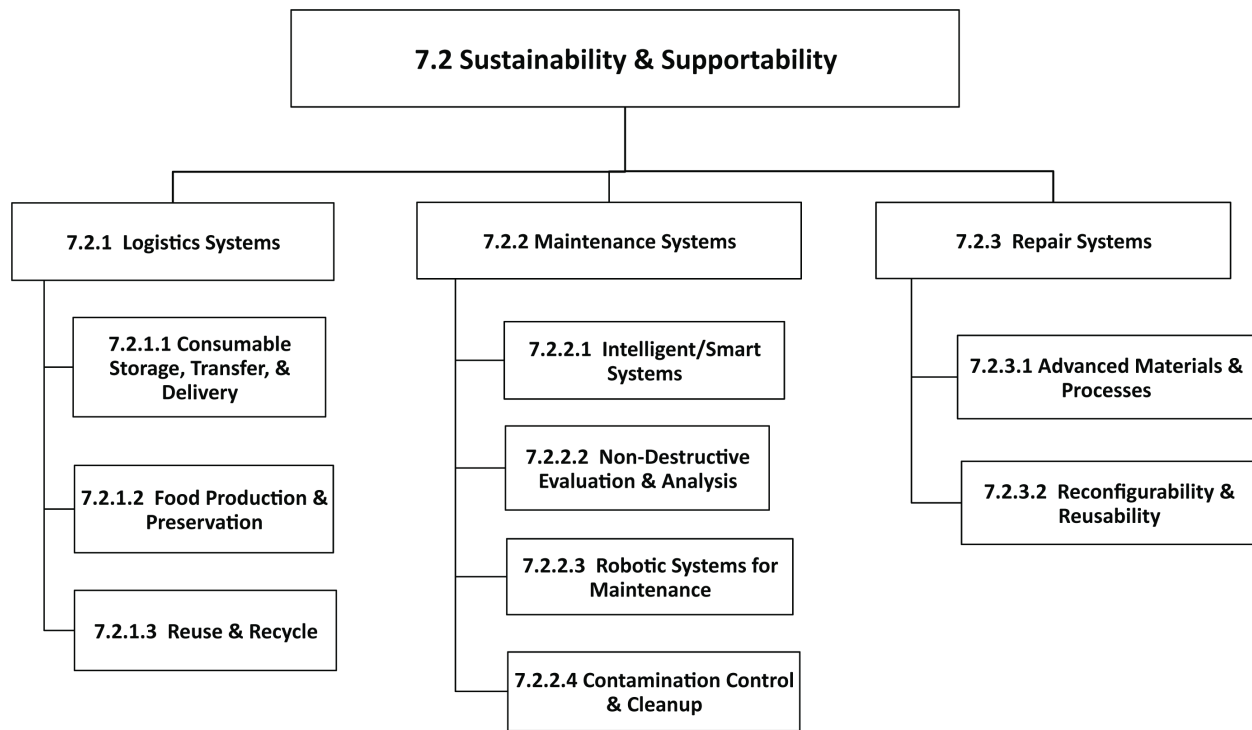 7.2 Sustainability & Supportability
7.2.1 Logistics Systems
7.2.1.1 Consumable
Storage, Transfer, &
Delivery
7.2.1.2 Food Production &
Preservation
7.2.1.3 Reuse & Recycle
7.2.2 Maintenance Systems
7.2.2.1 Intelligent/Smart
Systems
7.2.2.2 Non-Destructive
Evaluation & Analysis
7.2.2.3 Robotic Systems for
Maintenance
7.2.2.4 Contamination Control
& Cleanup
7.2.3 Repair Systems
7.2.3.1 Advanced Materials &
Processes
7.2.3.2 Reconfigurability &
Reusability